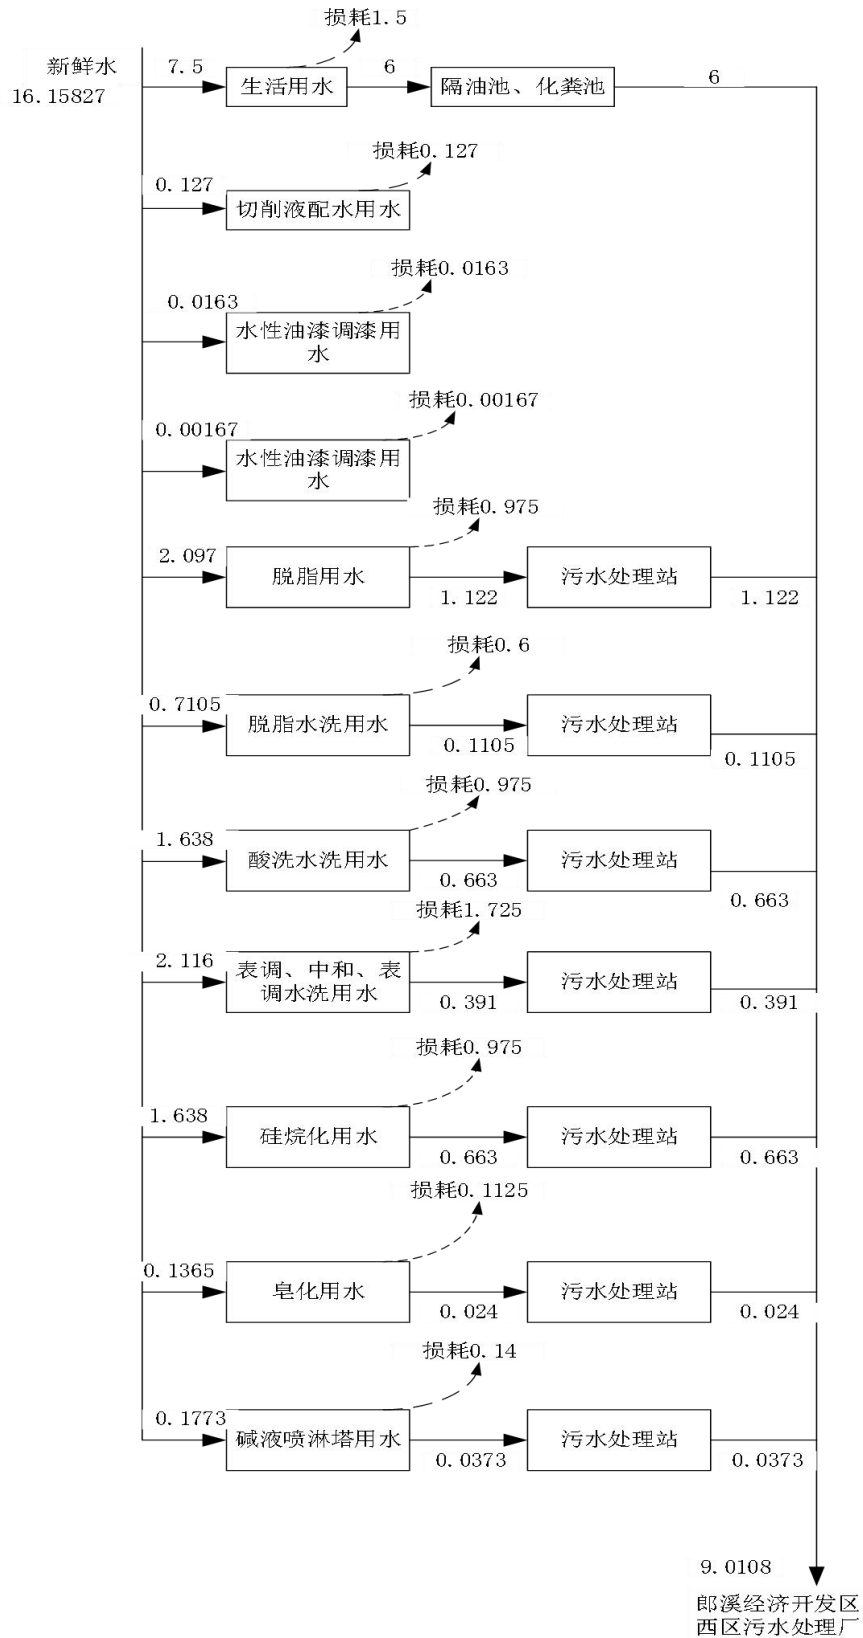 损耗1.5
新鲜水
16.15827
7.5
生活用水
6
隔油池、化粪池
6
损耗0.127
0.127
切削液配水用水
损耗0.0163
0.0163
水性油漆调漆用
水
损耗0.00167
0.00167
水性油漆调漆用
水
损耗0.975
2.097
脱脂用水
1.122
污水处理站
1.122
损耗0.6
0.7105
脱脂水洗用水
0.1105
污水处理站
0.1105
损耗0.975
1.638
酸洗水洗用水
0.663
污水处理站
0.663
损耗1.725
2.116
表调、中和、表
调水洗用水
0.391
污水处理站
0.391
损耗0.975
1.638
硅烷化用水
0.663
污水处理站
0.663
损耗0.1125
0.1365
皂化用水
0.024
污水处理站
0.024
损耗0.14
0.1773
碱液喷淋塔用水
0.0373
污水处理站
0.0373
9.0108
郎溪经济开发区
西区污水处理厂